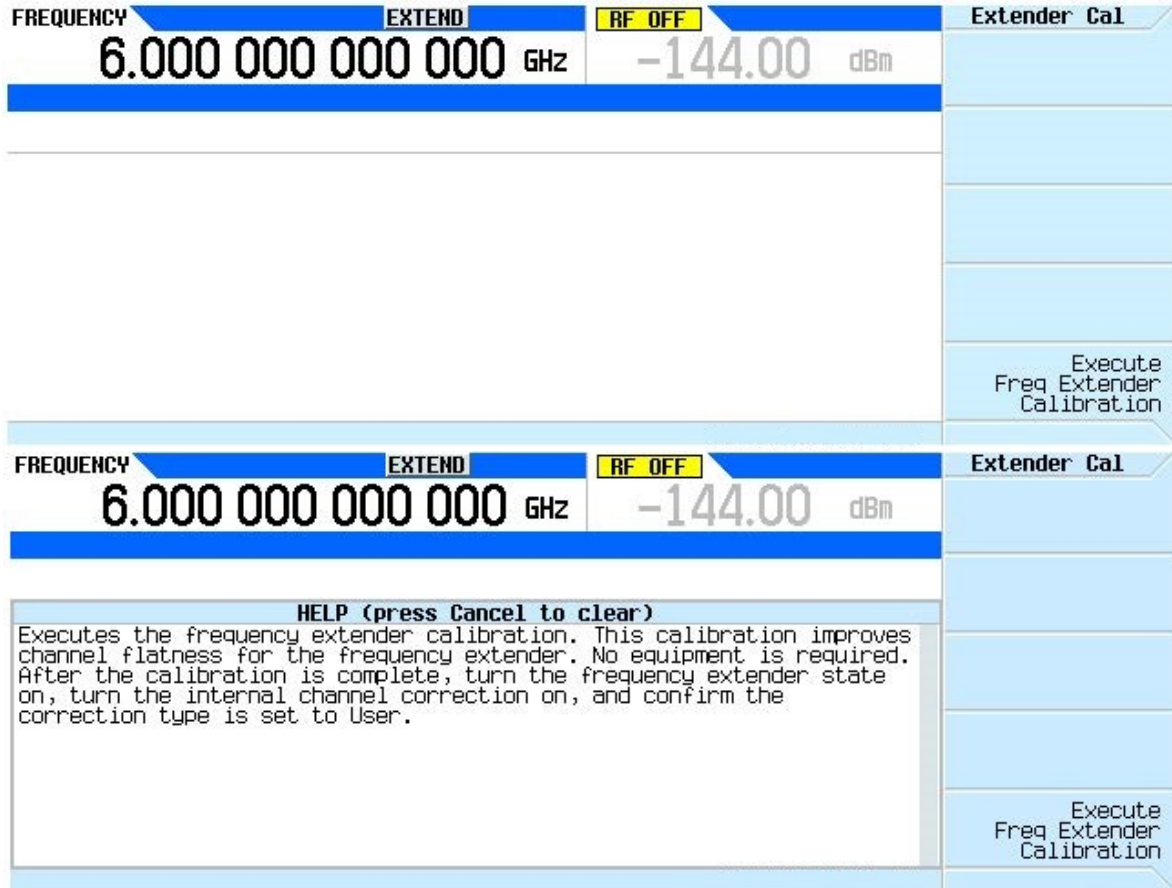 FREQUENCY EXTEND RF OFF Extender Cal
6.000 000 000 000 GHz -144.00 dBm
Execute
Freq Extender
Calibration
FREQUENCY EXTEND RF OFF Extender Cal
6.000 000 000 000 GHz -144.00 dBm
HELP (press Cancel to clear)
Executes the frequency extender calibration. This calibration improves
channel flatness for the frequency extender. No equipment is required.
After the calibration is complete, turn the frequency extender state
on, turn the internal channel correction on, and confirm the
correction type is set to User.
Execute
Freq Extender
Calibration